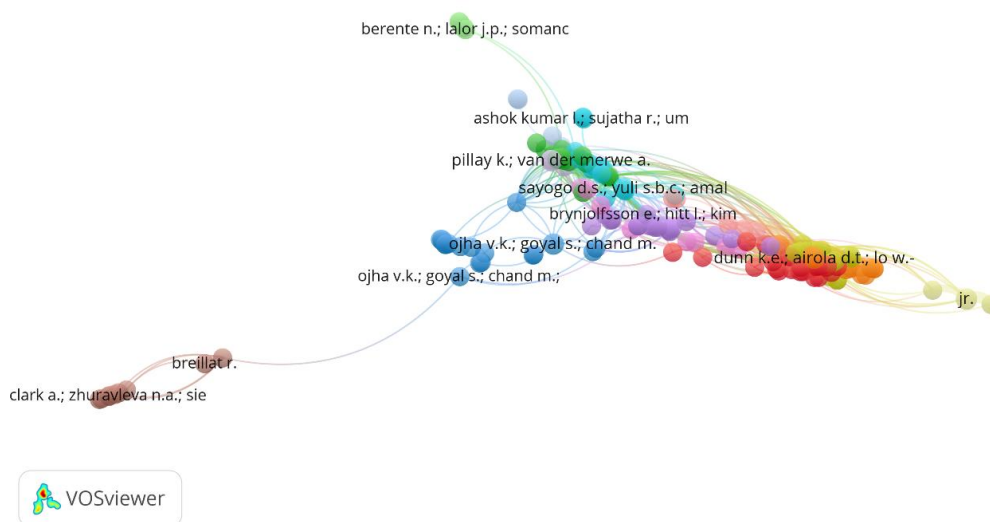 berente n.; lalor j.p.; somanc
ashok kumar l.; sujatha r.; um
pillay k.; van der merwe a.
sayogo d.s.; yuli s.b.c.; amal
brynjolfsson e.; hitt l.; kim
ojha v.k.; goyal s.; chand m.
dunn k.e.; airola d.t.; lo w.-
ojha v.k.; goyal s.; chand m.;
jr.
breillat r.
clark a.; zhuravleva n.a.; sie
VOSviewer